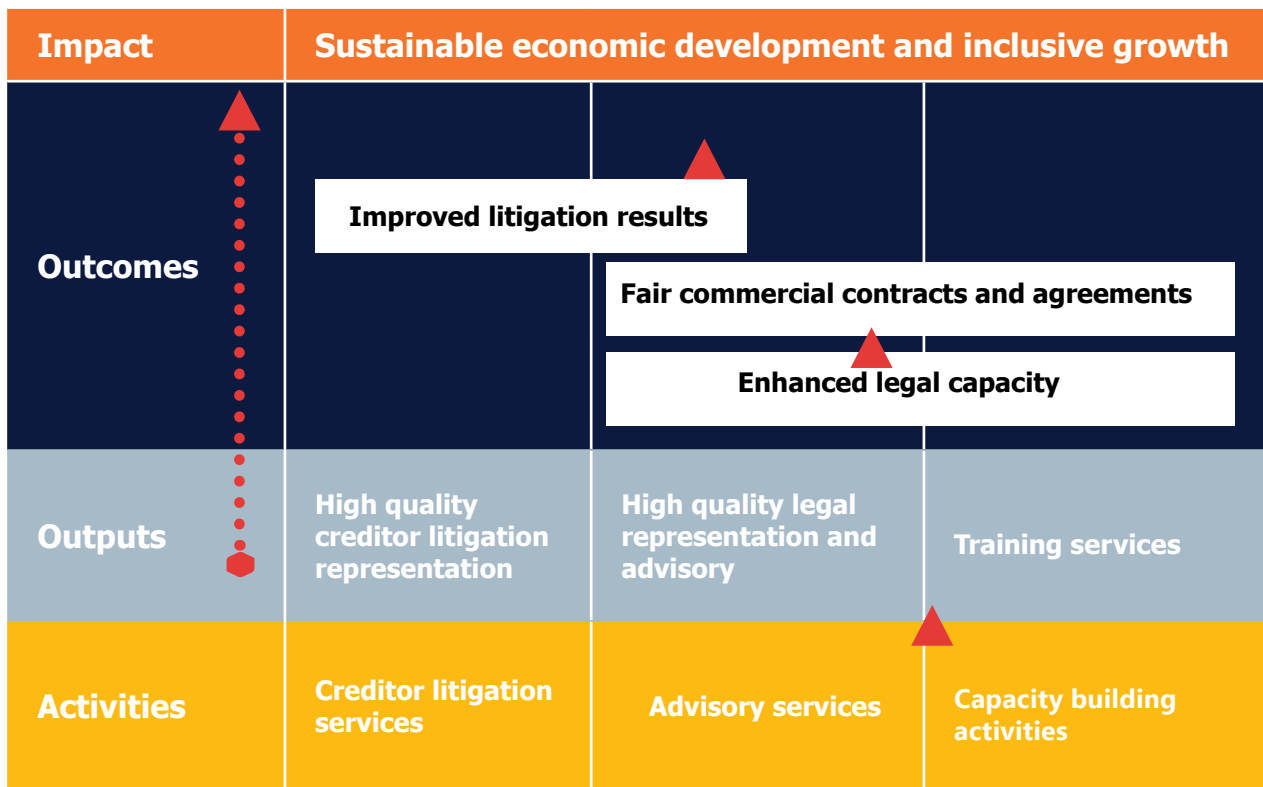 Impact
Sustainable economic development and inclusive growth
Outcomes
Improved litigation results
Fair commercial contracts and agreements
Enhanced legal capacity
Outputs
High quality
creditor litigation
representation
High quality legal
representation and
advisory
Training services
Activities
Creditor litigation
services
Advisory services
Capacity building
activities